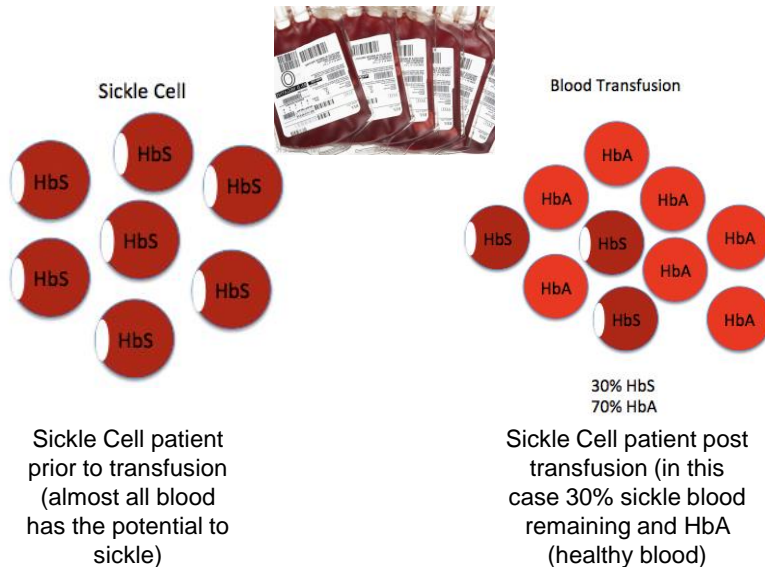 Sickle Cell
HbS
HbS
HbS
HbS
HbS
HbS
HbS
Sickle Cell patient
prior to transfusion
(almost all blood
has the potential to
sickle)
Blood Transfusion
HbA
HbA
HbA
HbS
HbS
HbA
HbA
HbA
HbS
HbA
30% HbS
70% HbA
Sickle Cell patient post
transfusion (in this
case 30% sickle blood
remaining and HbA
(healthy blood)